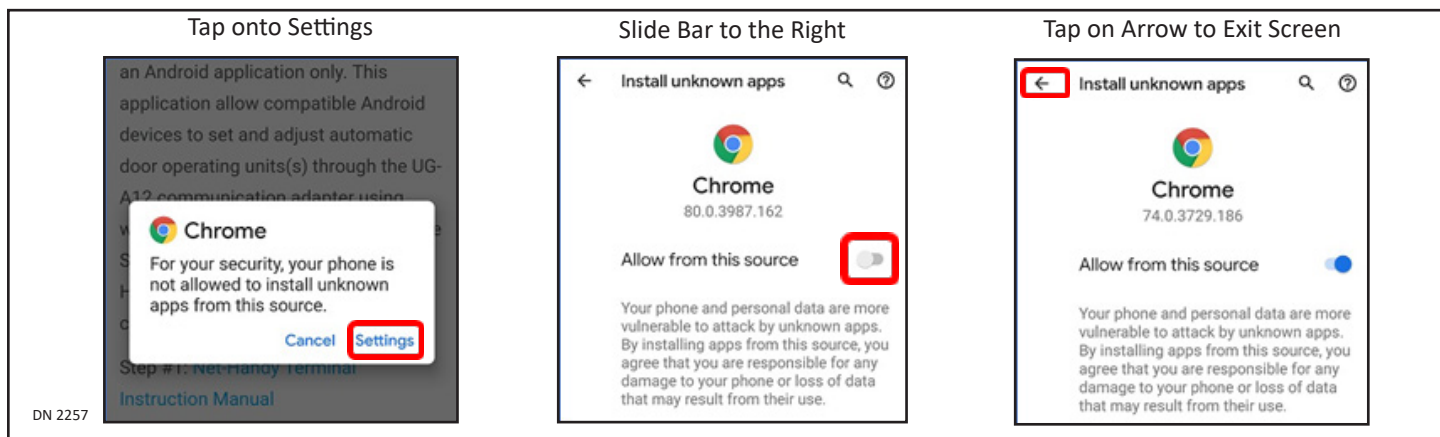 Tap onto Settings
an Android application only. This
application allow compatible Android
devices to set and adjust automatic
door operating units(s) through the UG-
A12 communication adapter using
Chrome
For your security, your phone is
not allowed to install unknown
apps from this source.
Cancel Settings
Step #1: Net-Handy Terminal
Instruction Manual
DN 2257
Slide Bar to the Right
Install unknown apps
Chrome
80.0.3987.162
Allow from this source
Your phone and personal data are more
vulnerable to attack by unknown apps.
By installing apps from this source, you
agree that you are responsible for any
damage to your phone or loss of data
that may result from their use.
Tap on Arrow to Exit Screen
Install unknown apps
Chrome
74.0.3729.186
Allow from this source
Your phone and personal data are more
vulnerable to attack by unknown apps.
By installing apps from this source, you
agree that you are responsible for any
damage to your phone or loss of data
that may result from their use.